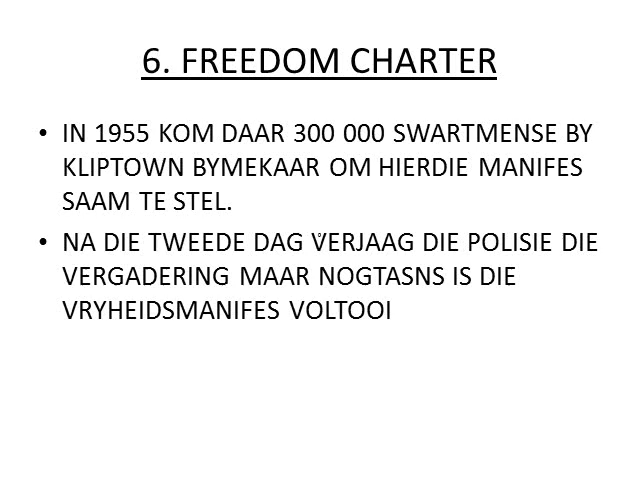 6. FREEDOM CHARTER
• IN 1955 KOM DAAR 300 000 SWARTMENSE BY
KLIPTOWN BYMEKAAR OM HIERDIE MANIFES
SAAM TE STEL.
• NA DIE TWEEDE DAG VERJAAG DIE POLISIE DIE
VERGADERING MAAR NOGTASNS IS DIE
VRYHEIDSMANIFES VOLTOOI